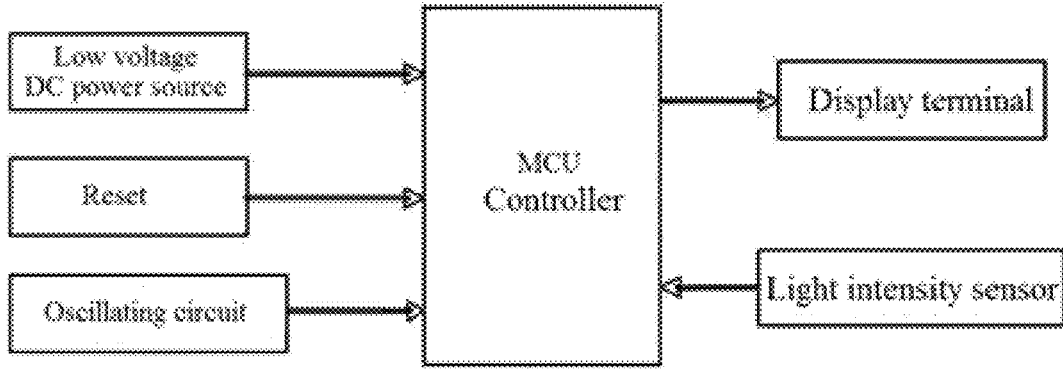 Low voltage
DC power source
Reset
Oscillating circuit
MCU
Controller
Display terminal
Light intensity sensor